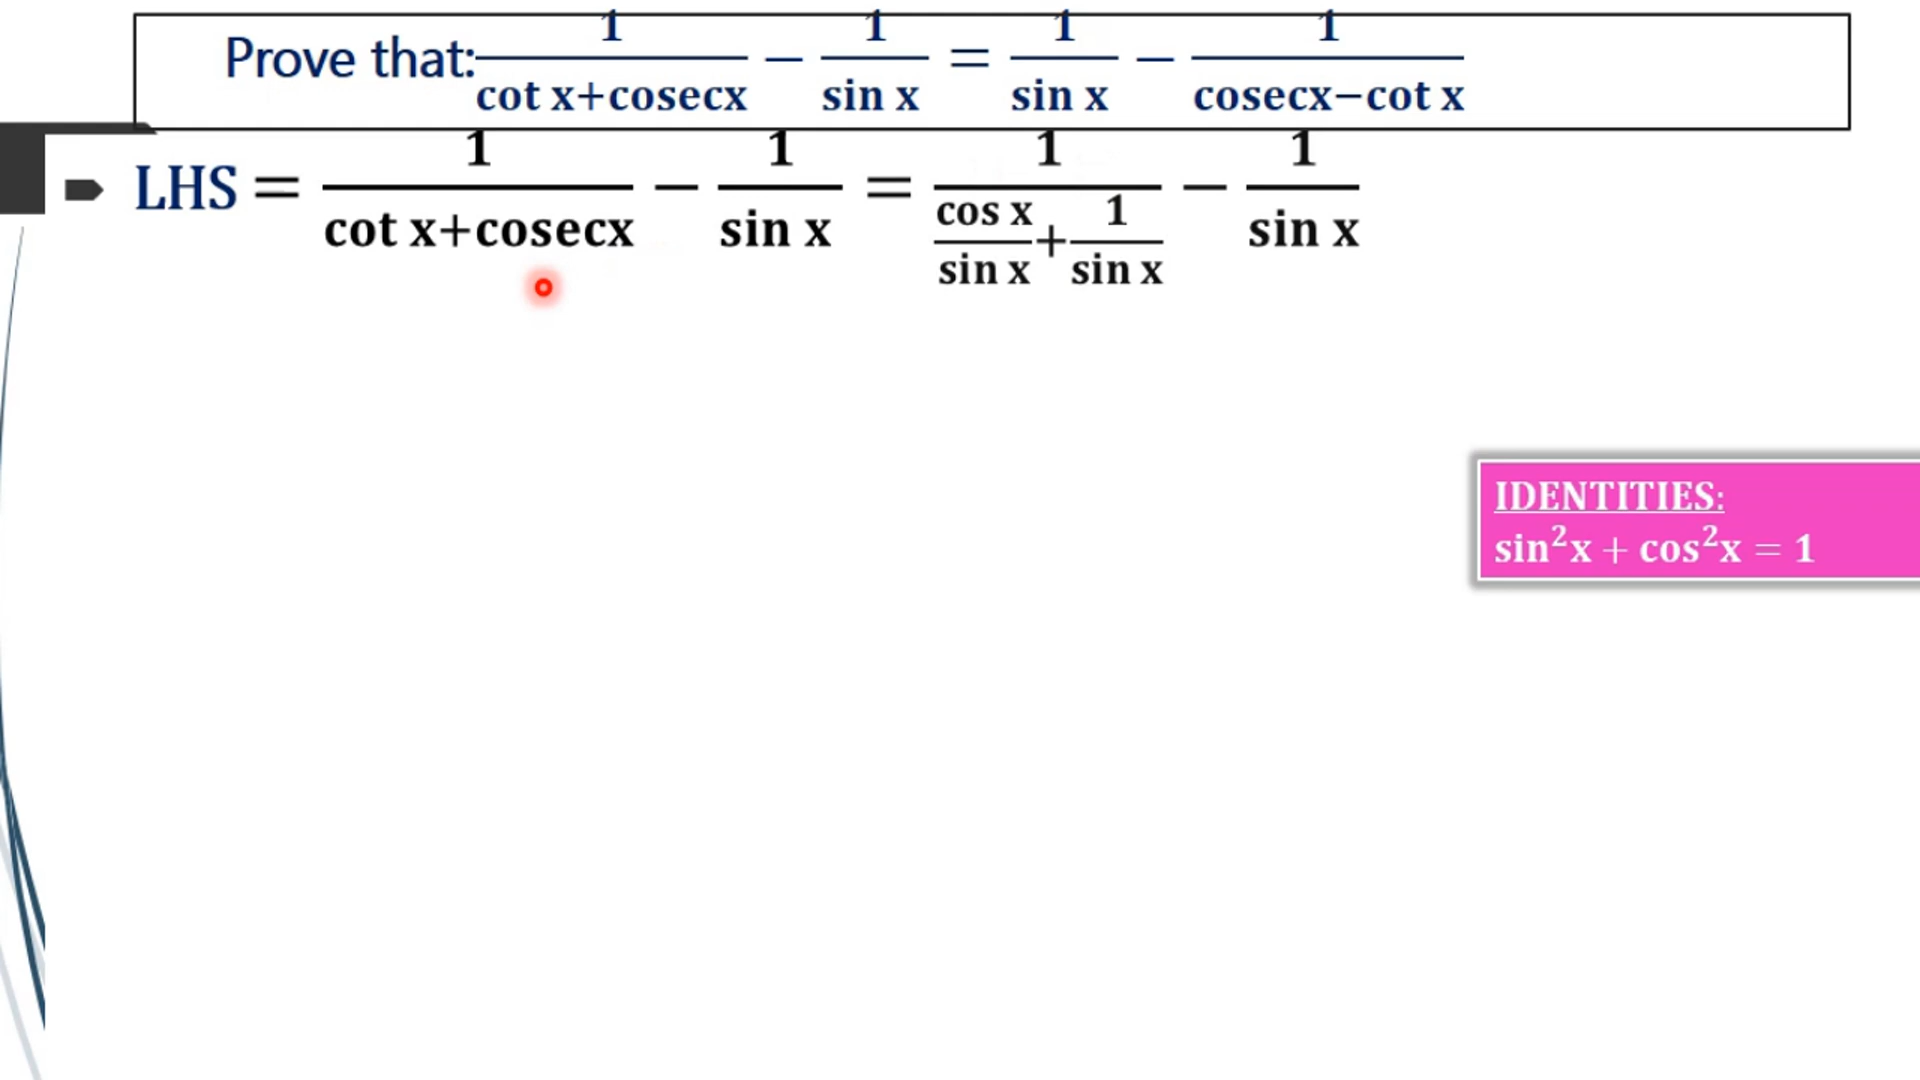 Prove that: 1/(cot x+cosecx) − 1/(sin x) = 1/(sin x) − 1/(cosecx−cot x)
LHS = 1/(cot x+cosecx) − 1/(sin x) = 1/((cos x)/(sin x)+1/(sin x)) − 1/(sin x)
IDENTITIES:
sin²x + cos²x = 1